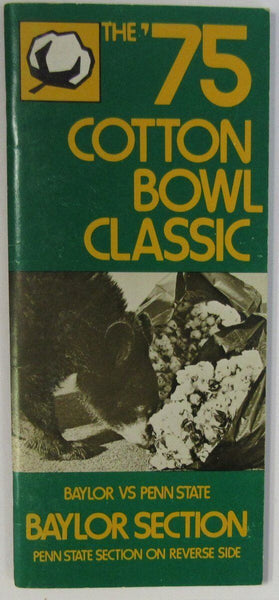 THE '75
COTTON
BOWL
CLASSIC
BAYLOR VS PENN STATE
BAYLOR SECTION
PENN STATE SECTION ON REVERSE SIDE